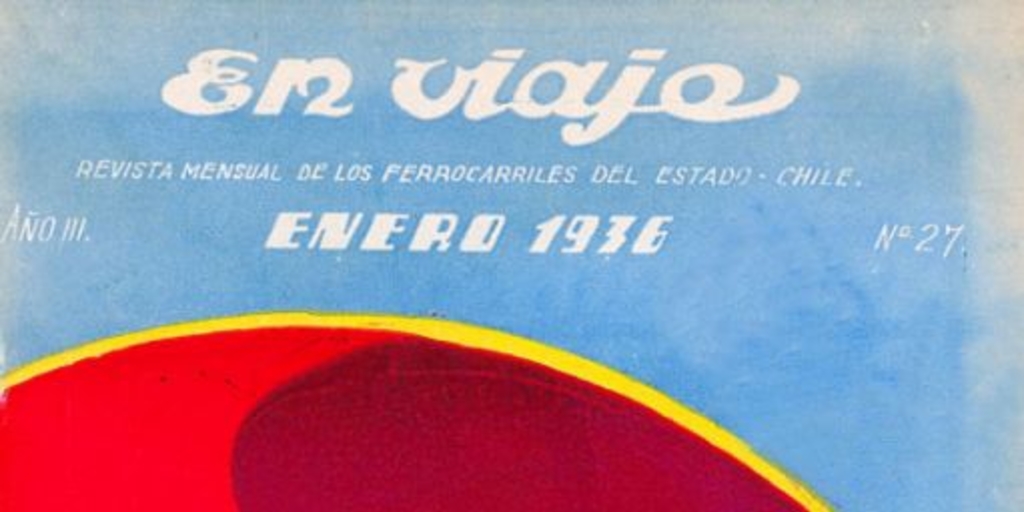 En viaje
REVISTA MENSUAL DE LOS FERROCARRILES DEL ESTADO - CHILE.
AÑO III. ENERO 1936 Nº 27.